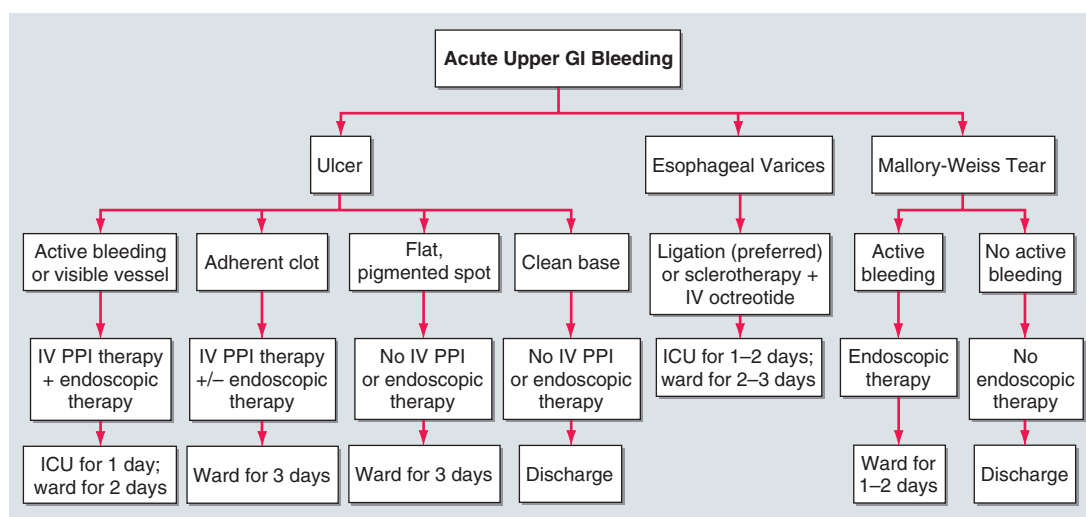 Acute Upper GI Bleeding
Ulcer
Esophageal Varices
Mallory-Weiss Tear
Active bleeding
or visible vessel
Adherent clot
Flat,
pigmented spot
Clean base
Ligation (preferred)
or sclerotherapy +
IV octreotide
Active
bleeding
No active
bleeding
IV PPI therapy
+ endoscopic
therapy
IV PPI therapy
+/– endoscopic
therapy
No IV PPI
or endoscopic
therapy
No IV PPI
or endoscopic
therapy
ICU for 1–2 days;
ward for 2–3 days
Endoscopic
therapy
No
endoscopic
therapy
ICU for 1 day;
ward for 2 days
Ward for 3 days
Ward for 3 days
Discharge
Ward for
1–2 days
Discharge